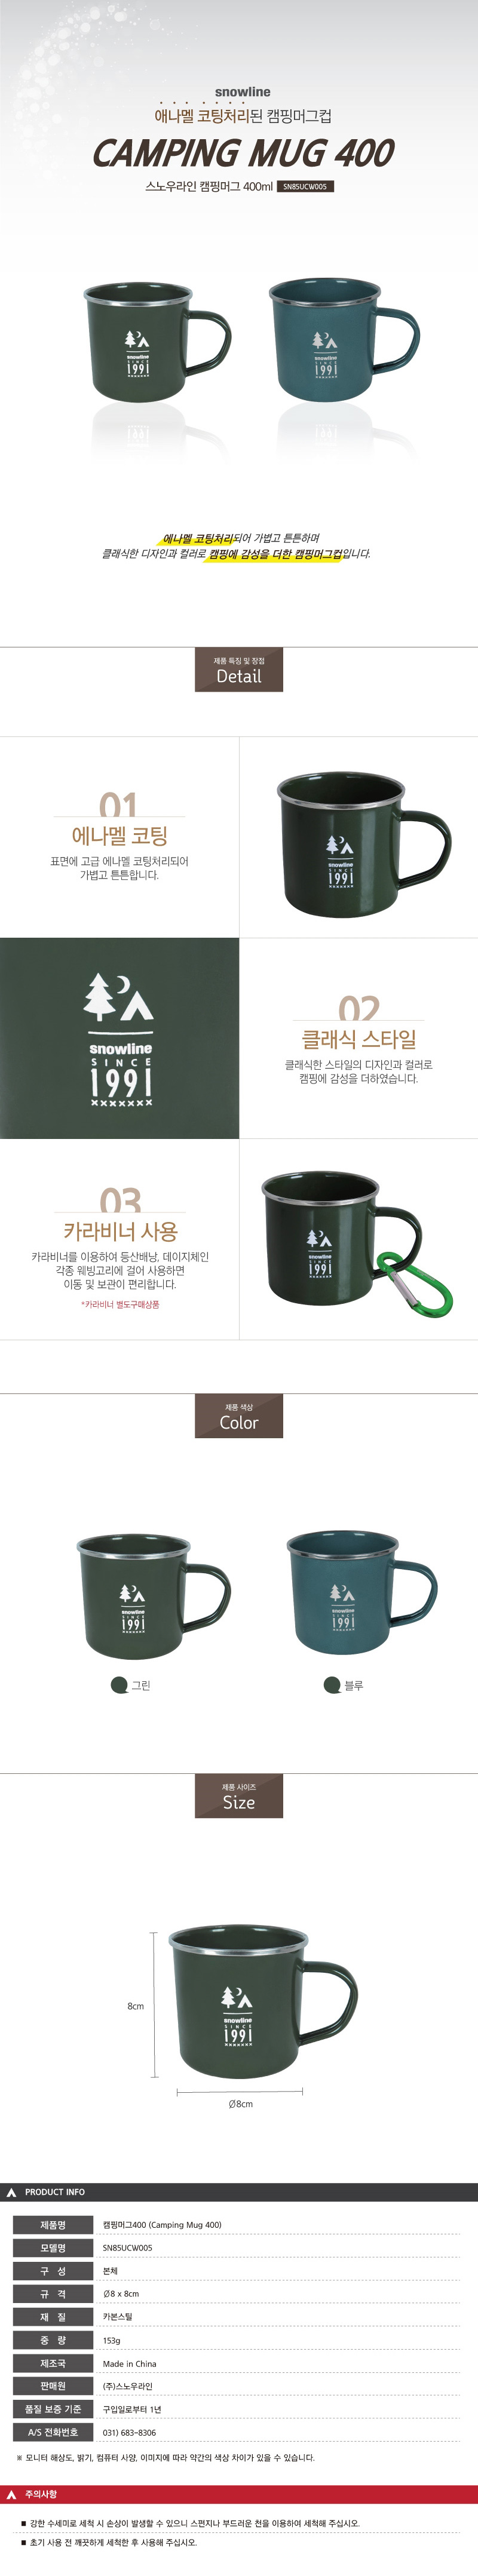 snowline
애나멜 코팅처리된 캠핑머그컵
CAMPING MUG 400
스노우라인 캠핑머그 400ml SN85UCW005
snowline
SINCE
1991
snowline
SINCE
1991
에나멜 코팅처리되어 가볍고 튼튼하며
클래식한 디자인과 컬러로 캠핑에 감성을 더한 캠핑머그컵입니다.
제품 특징 및 장점
Detail
01
에나멜 코팅
표면에 고급 에나멜 코팅처리되어
가볍고 튼튼합니다.
snowline
SINCE
1991
snowline
SINCE
1991
02
클래식 스타일
클래식한 스타일의 디자인과 컬러로
캠핑에 감성을 더하였습니다.
03
카라비너 사용
카라비너를 이용하여 등산배낭, 데이지체인
각종 웨빙고리에 걸어 사용하면
이동 및 보관이 편리합니다.
*카라비너 별도구매상품
snowline
SINCE
1991
제품 색상
Color
snowline
SINCE
1991
snowline
SINCE
1991
그린
블루
제품 사이즈
Size
snowline
SINCE
1991
8cm
Ø8cm
PRODUCT INFO
제품명 캠핑머그400 (Camping Mug 400)
모델명 SN85UCW005
구 성 본체
규 격 Ø8 x 8cm
재 질 카본스틸
중 량 153g
제조국 Made in China
판매원 (주)스노우라인
품질 보증 기준 구입일로부터 1년
A/S 전화번호 031) 683-8306
※ 모니터 해상도, 밝기, 컴퓨터 사양, 이미지에 따라 약간의 색상 차이가 있을 수 있습니다.
주의사항
■ 강한 수세미로 세척 시 손상이 발생할 수 있으니 스펀지나 부드러운 천을 이용하여 세척해 주십시오.
■ 초기 사용 전 깨끗하게 세척한 후 사용해 주십시오.